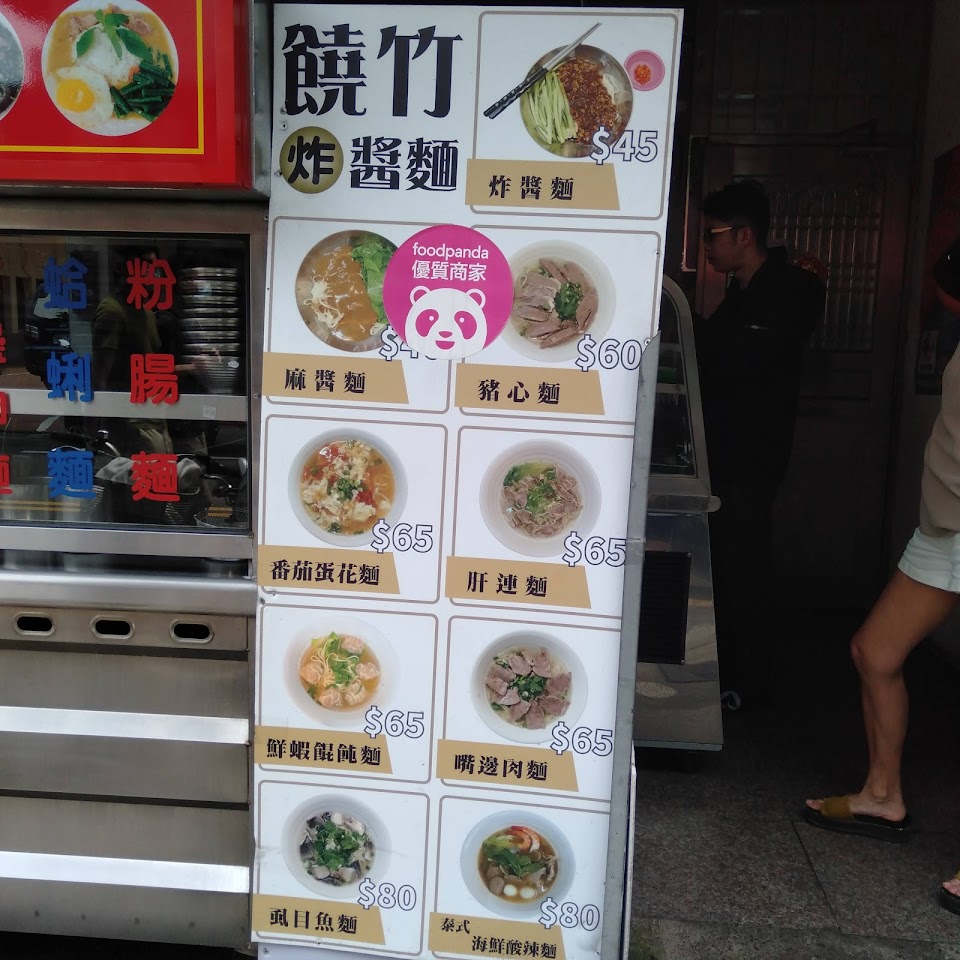 饒竹
炸醬麵
$45
炸醬麵
foodpanda
優質商家
麻醬麵
$60
豬心麵
$65
番茄蛋花麵
$65
肝連麵
$65
鮮蝦餛飩麵
$65
嘴邊肉麵
$80
虱目魚麵
$80
泰式
海鮮酸辣麵
粉腸麵
蛤蜊麵